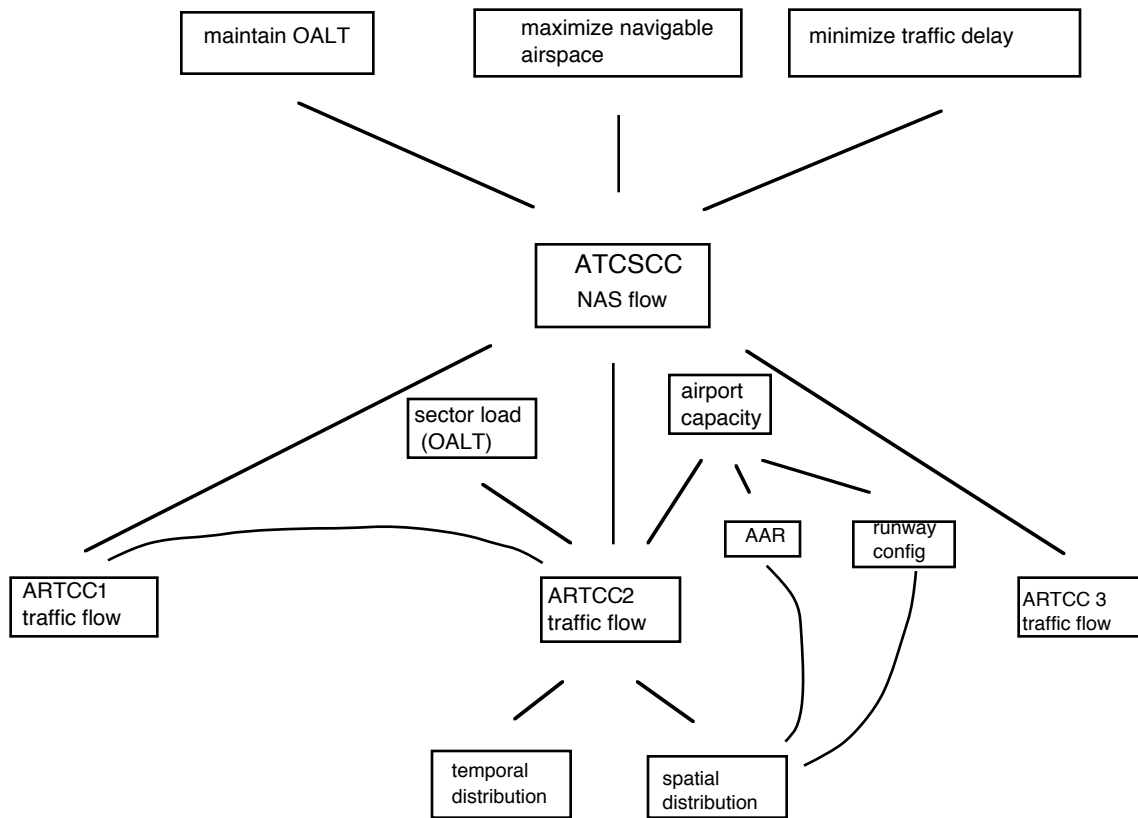 maintain OALT
maximize navigable
airspace
minimize traffic delay
ATCSCC
NAS flow
airport
capacity
sector load
(OALT)
AAR
runway
config
ARTCC1
traffic flow
ARTCC2
traffic flow
ARTCC 3
traffic flow
temporal
distribution
spatial
distribution